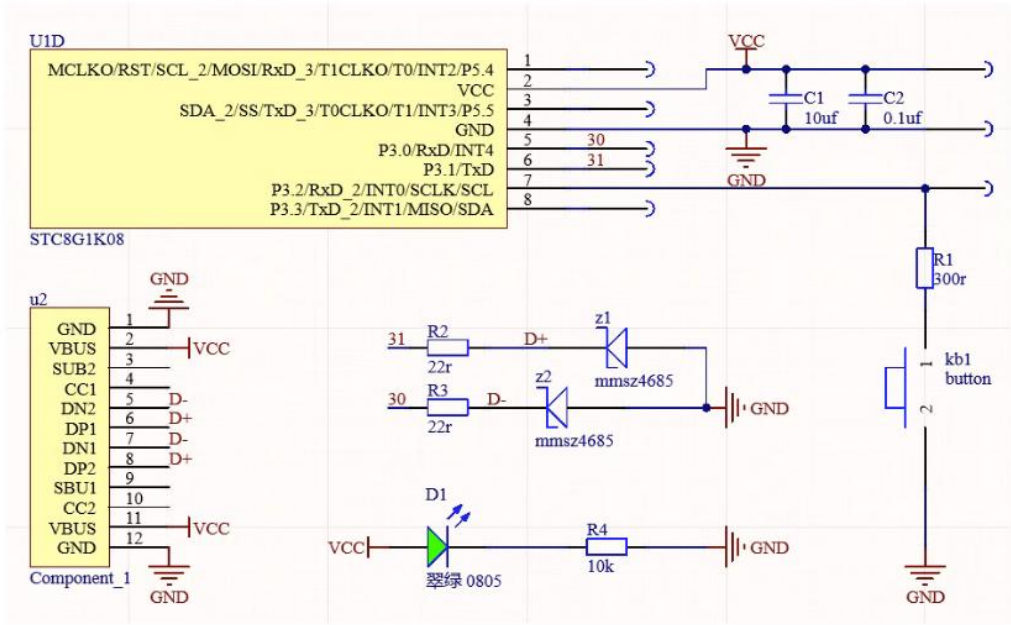 U1D
MCLKO/RST/SCL_2/MOSI/RxD_3/T1CLKO/T0/INT2/P5.4 1
VCC 2
SDA_2/SS/TxD_3/T0CLKO/T1/INT3/P5.5 3
GND 4
P3.0/RxD/INT4 5 30
P3.1/TxD 6 31
P3.2/RxD_2/INT0/SCLK/SCL 7
P3.3/TxD_2/INT1/MISO/SDA 8
STC8G1K08
VCC
C1
10uf
C2
0.1uf
GND
R1
300r
1
kb1
button
2
GND
GND
u2
GND 1
VBUS 2 VCC
SUB2 3
CC1 4
DN2 5 D-
DP1 6 D+
DN1 7 D-
DP2 8 D+
SBU1 9
CC2 10
VBUS 11 VCC
GND 12
Component_1
GND
31 R2 D+ z1
22r mmsz4685
30 R3 D- z2 GND
22r mmsz4685
D1
VCC R4 GND
翠绿 0805 10k